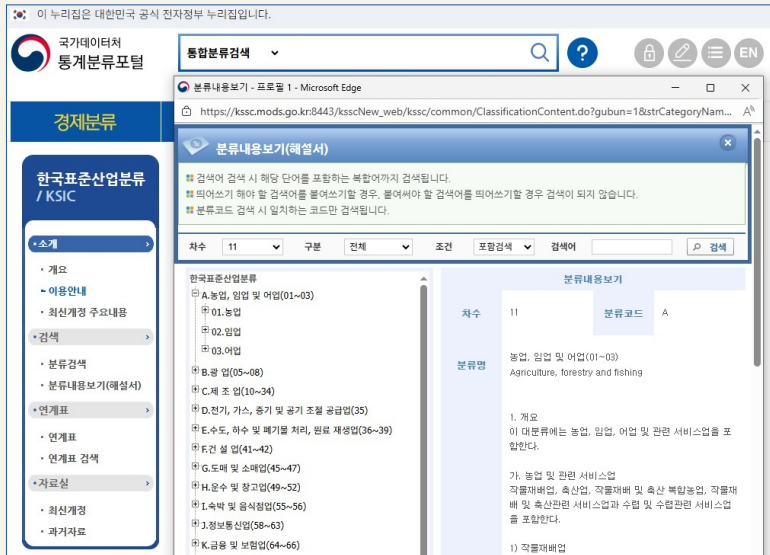 이 누리집은 대한민국 공식 전자정부 누리집입니다.
국가데이터처
통계분류포털
통합분류검색
?
EN
분류내용보기 - 프로필 1 - Microsoft Edge
https://kssc.mods.go.kr:8443/ksscNew_web/kssc/common/ClassificationContent.do?gubun=1&strCategoryNam...
경제분류
분류내용보기(해설서)
검색어 검색 시 해당 단어를 포함하는 복합어까지 검색됩니다.
띄어쓰기 해야 할 검색어를 붙여쓰기할 경우, 붙여써야 할 검색어를 띄어쓰기할 경우 검색이 되지 않습니다.
분류코드 검색 시 일치하는 코드만 검색됩니다.
차수 11 구분 전체 조건 포함검색 검색어 검색
한국표준산업분류
/ KSIC
소개
개요
이용안내
최신개정 주요내용
검색
분류검색
분류내용보기(해설서)
연계표
연계표
연계표 검색
자료실
최신개정
과거자료
한국표준산업분류
A.농업, 임업 및 어업(01~03)
01.농업
02.임업
03.어업
B.광 업(05~08)
C.제 조 업(10~34)
D.전기, 가스, 증기 및 공기 조절 공급업(35)
E.수도, 하수 및 폐기물 처리, 원료 재생업(36~39)
F.건 설 업(41~42)
G.도매 및 소매업(45~47)
H.운수 및 창고업(49~52)
I.숙박 및 음식점업(55~56)
J.정보통신업(58~63)
K.금융 및 보험업(64~66)
분류내용보기
차수 11 분류코드 A
분류명
농업, 임업 및 어업(01~03)
Agriculture, forestry and fishing
1. 개요
이 대분류에는 농업, 임업, 어업 및 관련 서비스업을 포
함한다.
가. 농업 및 관련 서비스업
작물재배업, 축산업, 작물재배 및 축산 복합농업, 작물재
배 및 축산관련 서비스업과 수렵 및 수렵관련 서비스업
을 포함한다.
1) 작물재배업